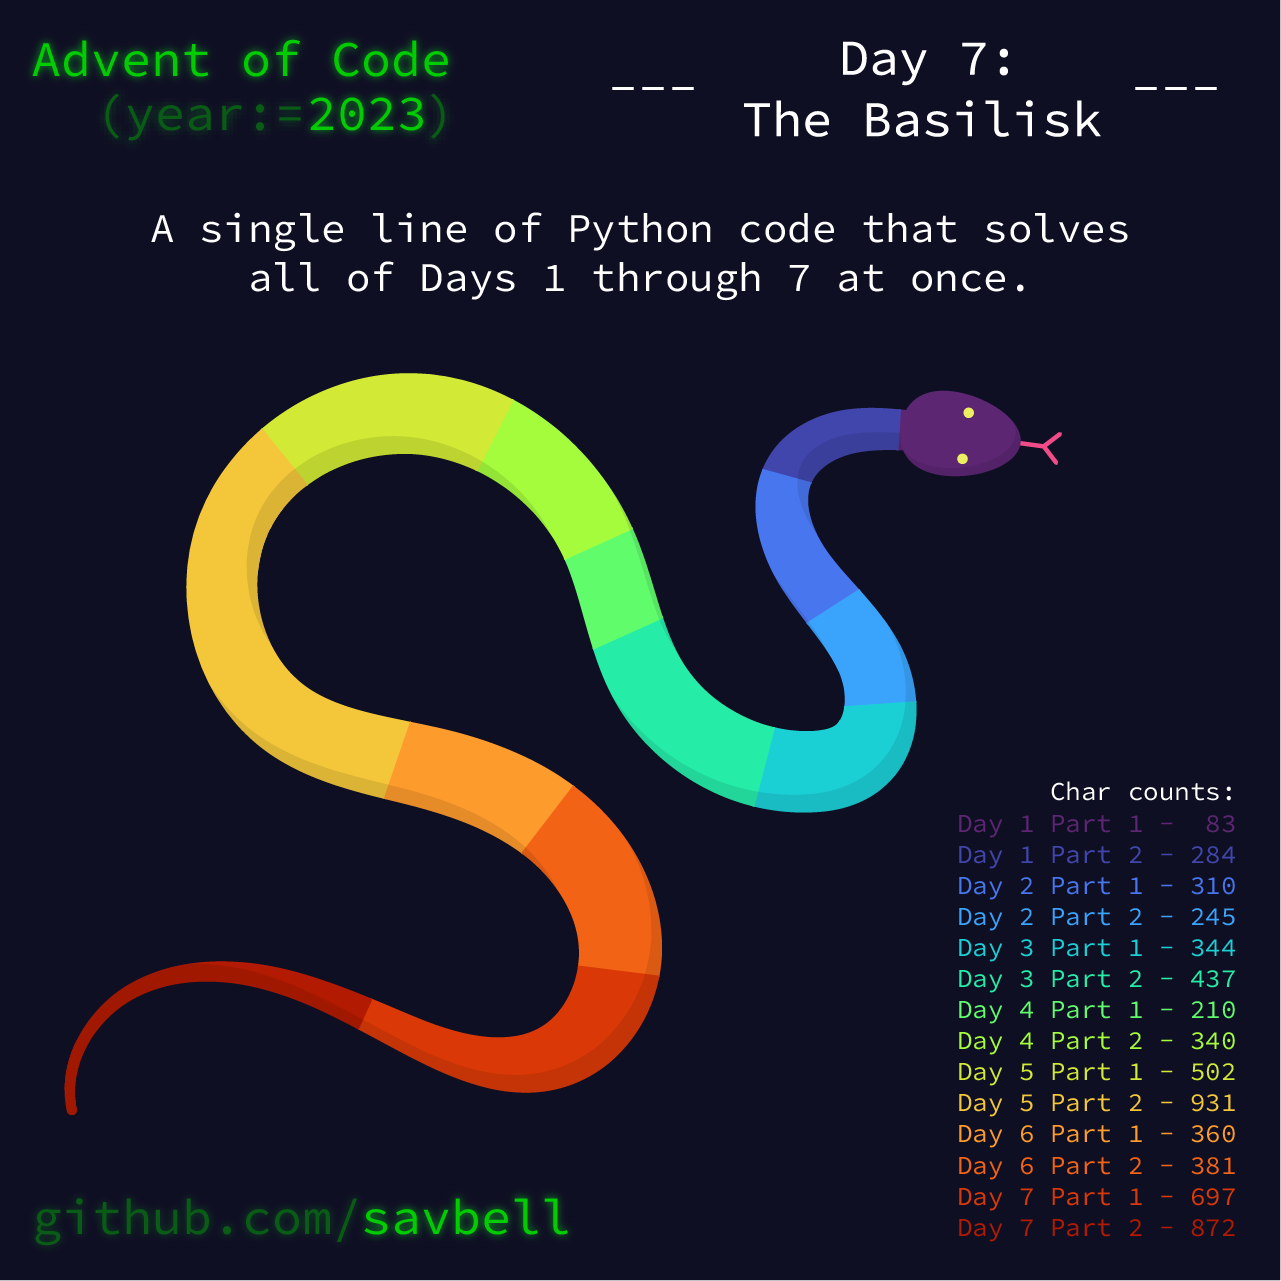 Advent of Code
(year:=2023)
--- Day 7: ---
The Basilisk
A single line of Python code that solves
all of Days 1 through 7 at once.
Char counts:
Day 1 Part 1 - 83
Day 1 Part 2 - 284
Day 2 Part 1 - 310
Day 2 Part 2 - 245
Day 3 Part 1 - 344
Day 3 Part 2 - 437
Day 4 Part 1 - 210
Day 4 Part 2 - 340
Day 5 Part 1 - 502
Day 5 Part 2 - 931
Day 6 Part 1 - 360
Day 6 Part 2 - 381
Day 7 Part 1 - 697
Day 7 Part 2 - 872
github.com/savbell